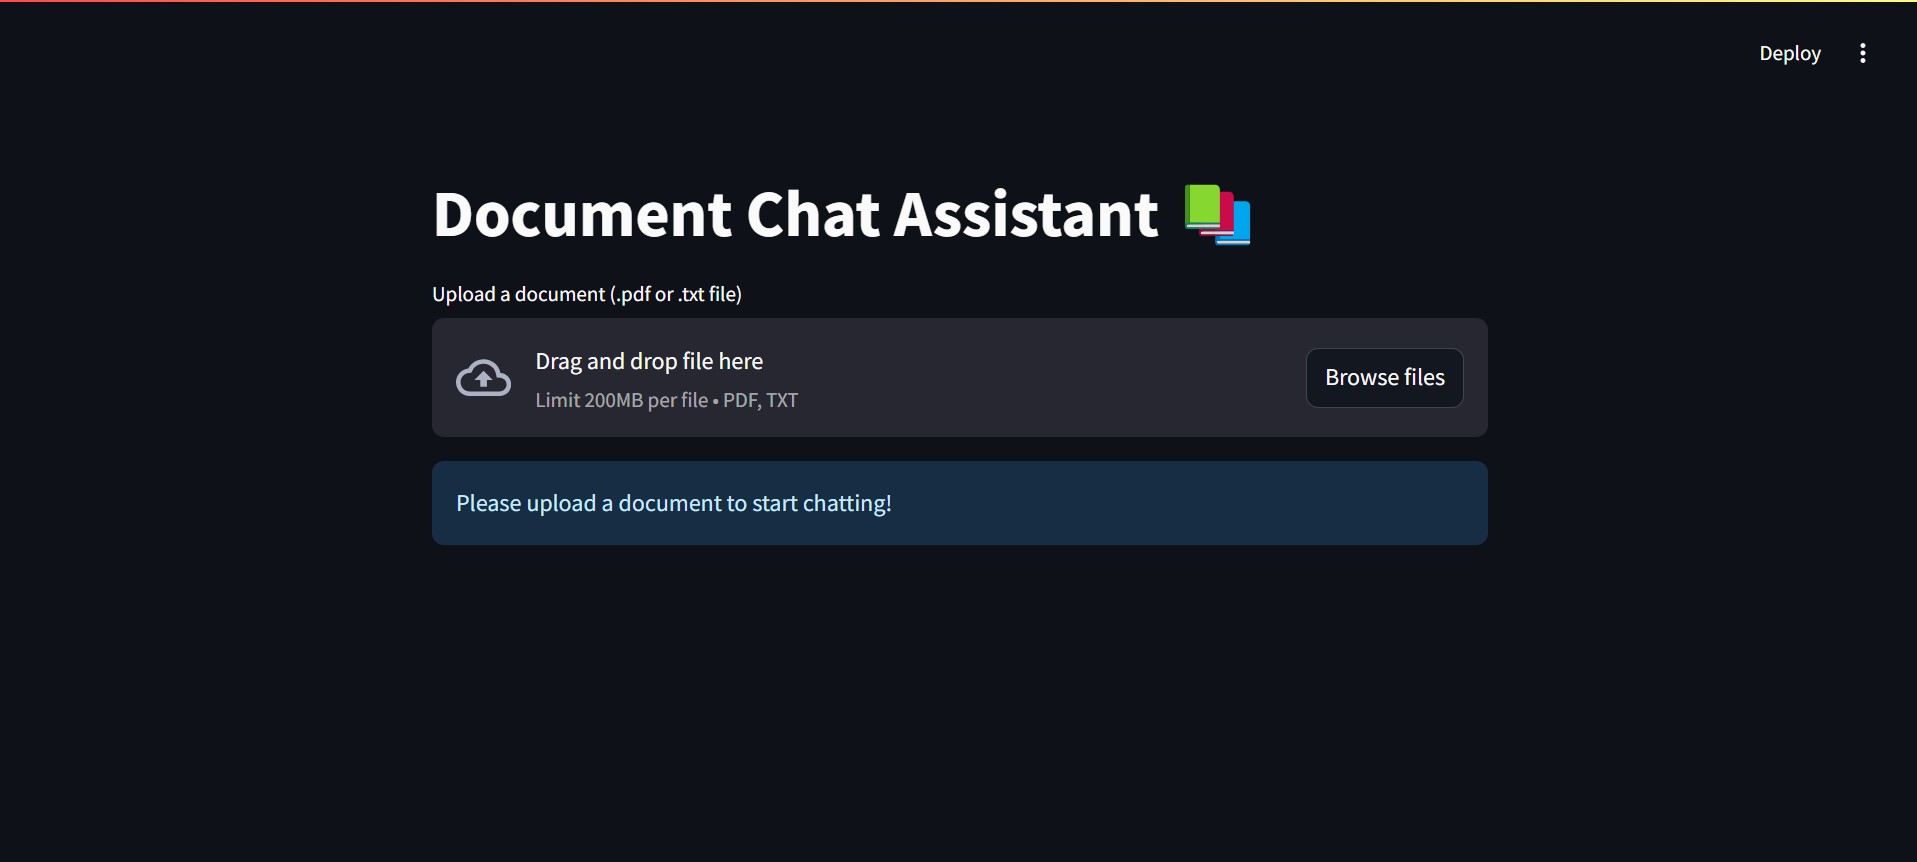 Deploy
Document Chat Assistant
Upload a document (.pdf or .txt file)
Drag and drop file here
Limit 200MB per file • PDF, TXT
Browse files
Please upload a document to start chatting!